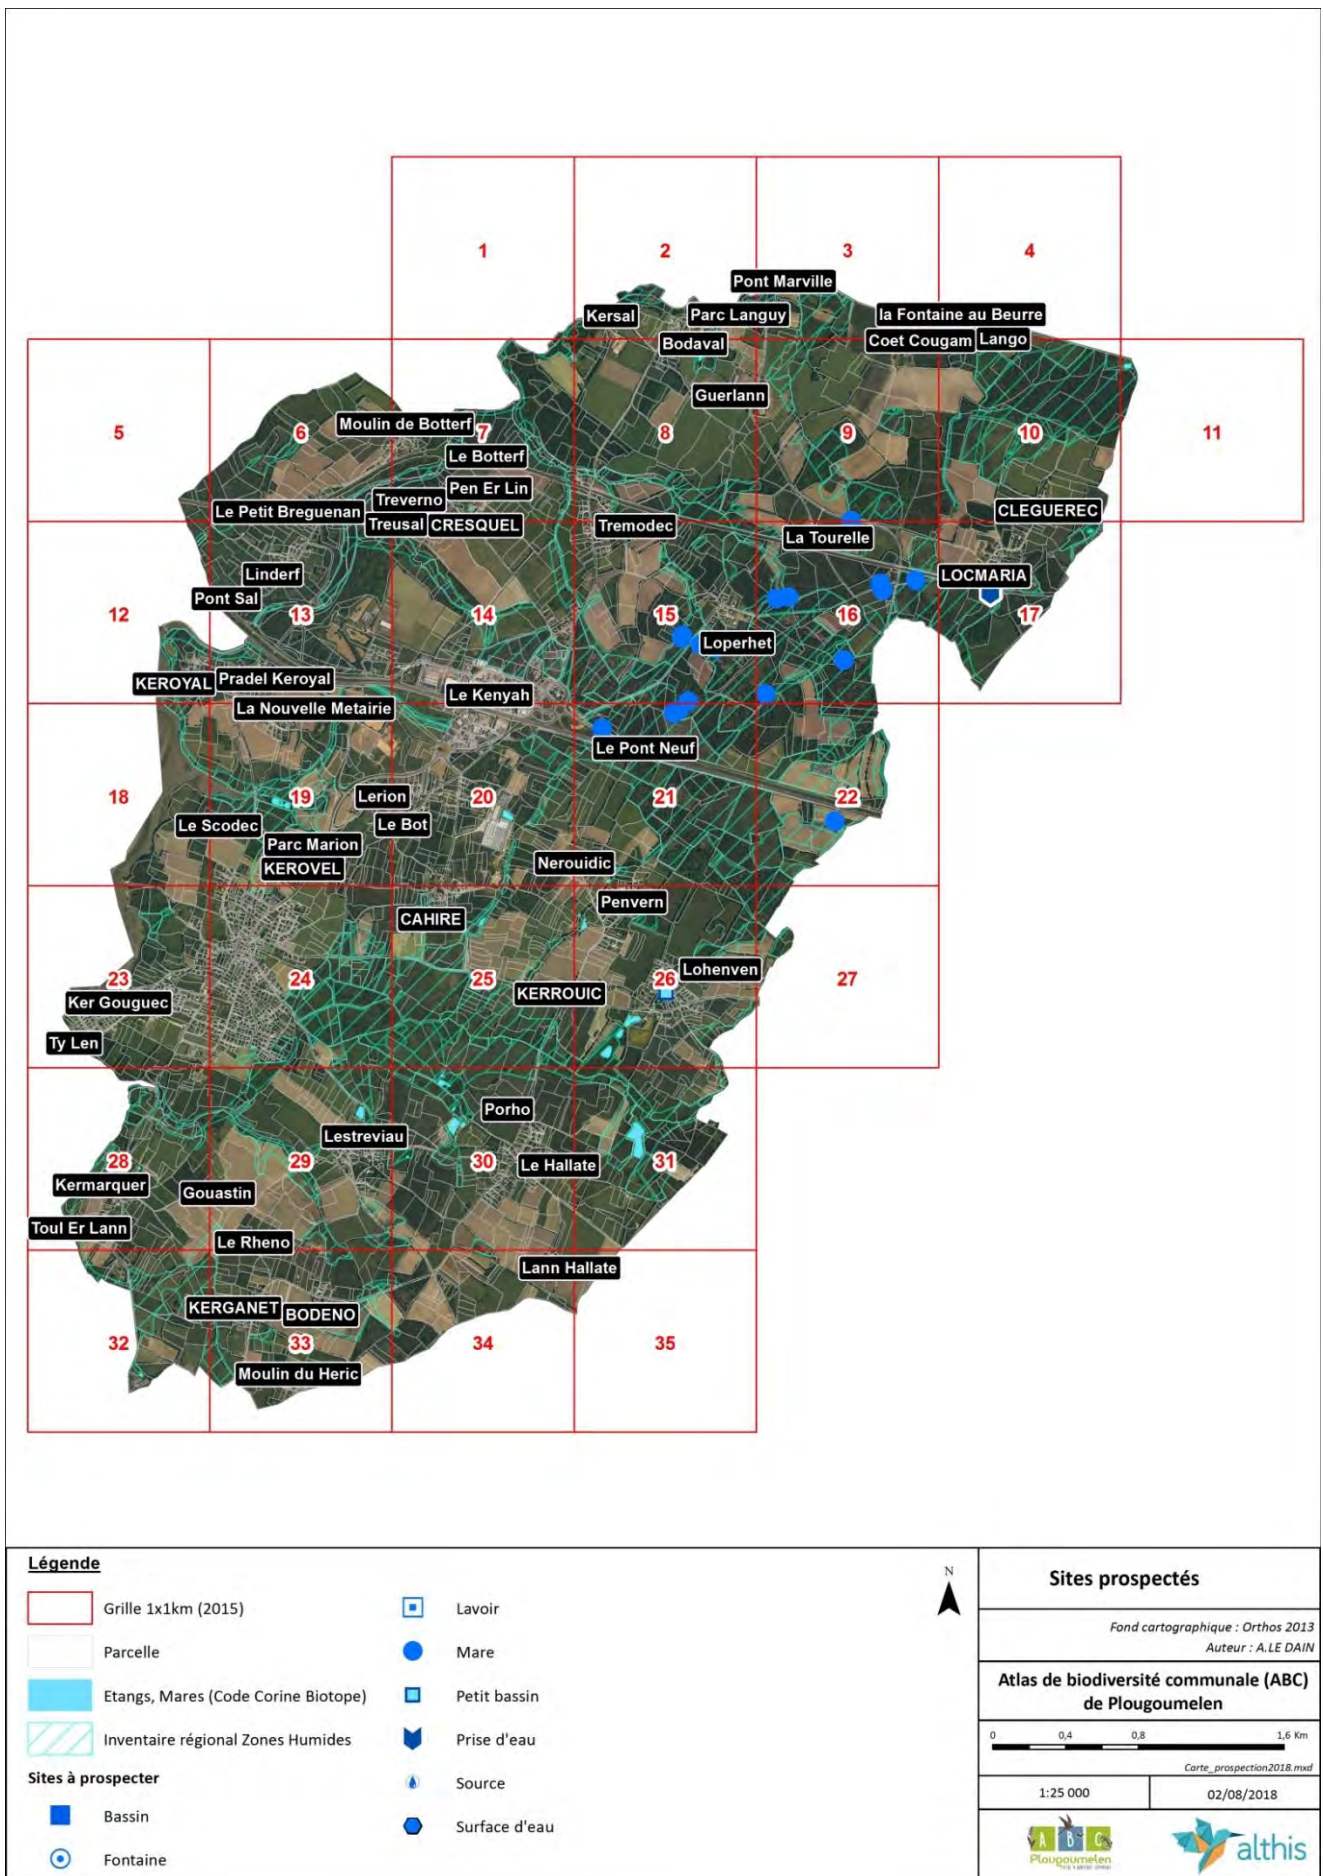 1
2
3
4
Pont Marville
Kersal
Parc Languy
la Fontaine au Beurre
Bodaval
Coet Cougam
Lango
Guerlann
Moulin de Botterf
5
6
7
8
9
10
11
Le Botterf
Pen Er Lin
Treverno
Le Petit Breguenan
CLEGUEREC
Treusal
CRESQUEL
Tremodec
La Tourelle
Linderf
LOCMARIA
Pont Sal
12
13
14
15
16
17
Loperhet
KEROYAL
Pradel Keroyal
Le Kenyah
La Nouvelle Metairie
Le Pont Neuf
18
19
20
21
22
Lerion
Le Scodec
Le Bot
Parc Marion
KEROVEL
Nerouidic
Penvern
CAHIRE
Lohenven
23
24
25
26
27
KERROUIC
Ker Gouguec
Ty Len
Porho
Lestreviau
28
29
30
31
Le Hallate
Kermarquer
Gouastin
Toul Er Lann
Le Rheno
Lann Hallate
KERGANET
BODENO
32
33
34
35
Moulin du Heric
Légende
Grille 1x1km (2015)
Parcelle
Etangs, Mares (Code Corine Biotope)
Inventaire régional Zones Humides
Sites à prospecter
Bassin
Fontaine
Lavoir
Mare
Petit bassin
Prise d'eau
Source
Surface d'eau
N
Sites prospectés
Fond cartographique : Orthos 2013
Auteur : A.LE DAIN
Atlas de biodiversité communale (ABC)
de Plougoumelen
0 0,4 0,8 1,6 Km
Carte_prospection2018.mxd
1:25 000
02/08/2018
A B C
Plougoumelen
althis